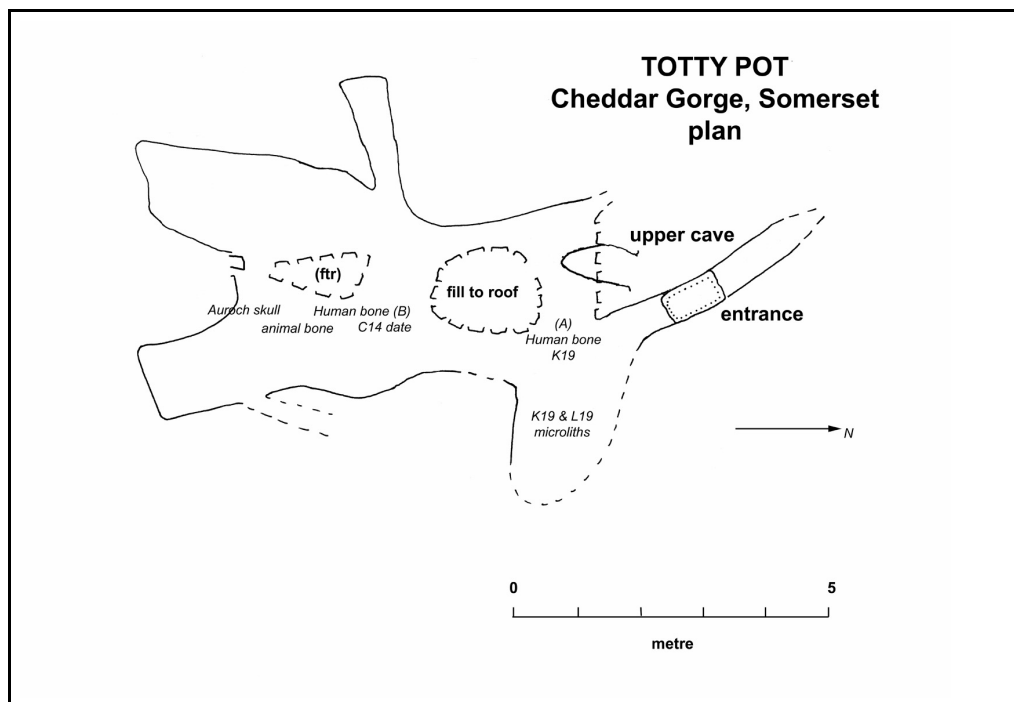 TOTTY POT
Cheddar Gorge, Somerset
plan
upper cave
(ftr)
fill to roof
Auroch skull
Human bone (B)
entrance
animal bone
C14 date
(A)
Human bone
K19
K19 & L19
microliths
N
0
5
metre